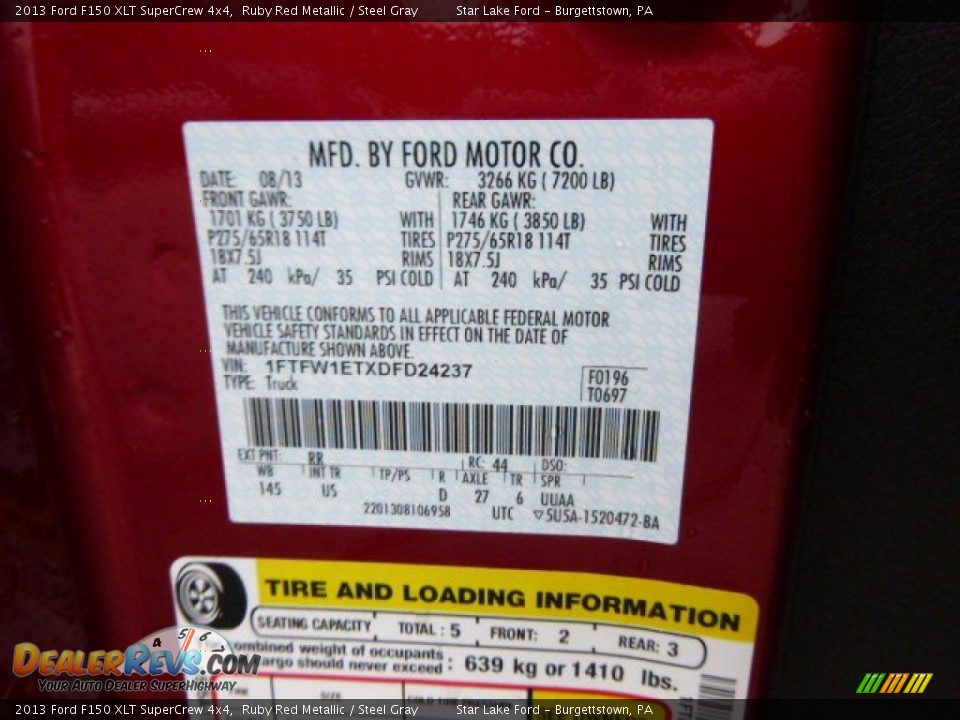 2013 Ford F150 XLT SuperCrew 4x4, Ruby Red Metallic / Steel Gray Star Lake Ford - Burgettstown, PA
MFD. BY FORD MOTOR CO.
DATE: 08/13 GVWR: 3266 KG ( 7200 LB)
FRONT GAWR: REAR GAWR:
1701 KG ( 3750 LB) WITH 1746 KG ( 3850 LB) WITH
P275/65R18 114T TIRES P275/65R18 114T TIRES
18X7.5J RIMS 18X7.5J RIMS
AT 240 kPa/ 35 PSI COLD AT 240 kPa/ 35 PSI COLD
THIS VEHICLE CONFORMS TO ALL APPLICABLE FEDERAL MOTOR
VEHICLE SAFETY STANDARDS IN EFFECT ON THE DATE OF
MANUFACTURE SHOWN ABOVE.
VIN: 1FTFW1ETXDFD24237
TYPE: Truck
F0196
T0697
EXT PNT: RR RC: 44 DSO:
WB INT TR TP/PS R AXLE TR SPR
145 US D 27 6 UUAA
2201308106958 UTC ▽5U5A-1520472-BA
TIRE AND LOADING INFORMATION
SEATING CAPACITY TOTAL : 5 FRONT: 2 REAR: 3
combined weight of occupants
cargo should never exceed : 639 kg or 1410 lbs.
4 5 6
DEALERREVS.COM
Your Auto Dealer SuperHighway
2013 Ford F150 XLT SuperCrew 4x4, Ruby Red Metallic / Steel Gray Star Lake Ford - Burgettstown, PA